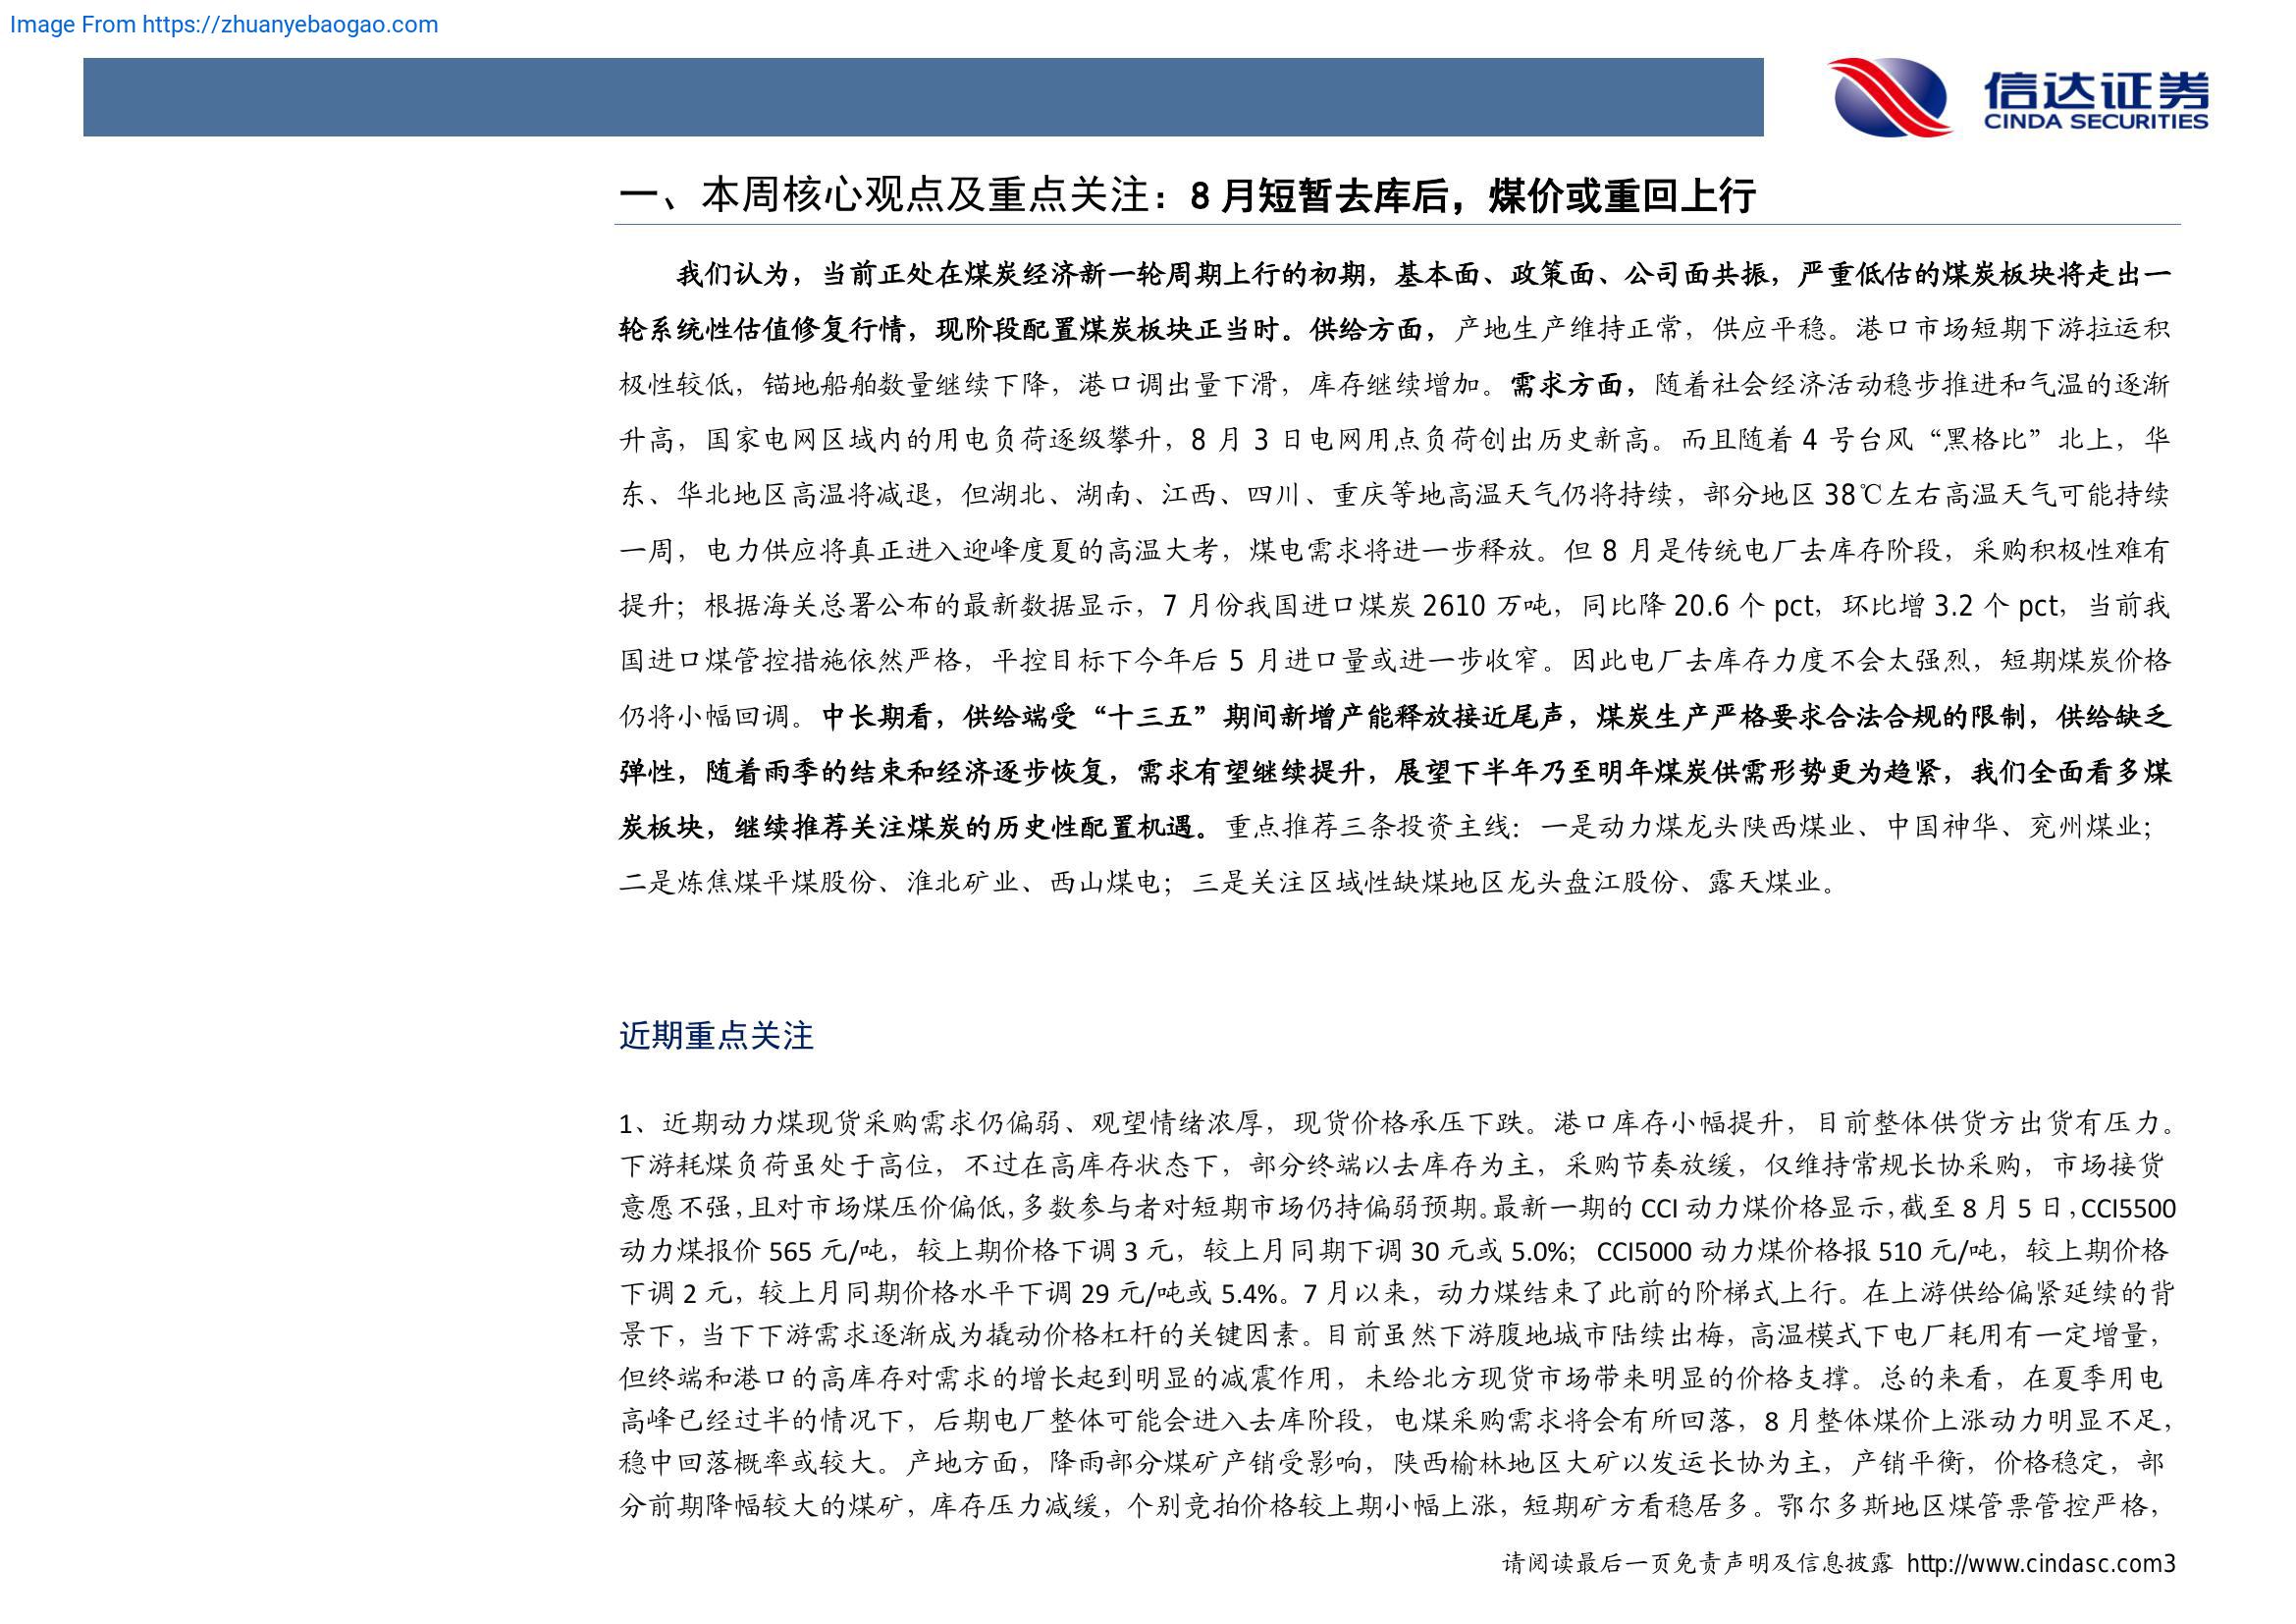 Image From https://zhuanyebaogao.com
信达证券
CINDA SECURITIES
一、本周核心观点及重点关注：8 月短暂去库后，煤价或重回上行
我们认为，当前正处在煤炭经济新一轮周期上行的初期，基本面、政策面、公司面共振，严重低估的煤炭板块将走出一
轮系统性估值修复行情，现阶段配置煤炭板块正当时。供给方面，产地生产维持正常，供应平稳。港口市场短期下游拉运积
极性较低，锚地船舶数量继续下降，港口调出量下滑，库存继续增加。需求方面，随着社会经济活动稳步推进和气温的逐渐
升高，国家电网区域内的用电负荷逐级攀升，8 月 3 日电网用点负荷创出历史新高。而且随着 4 号台风“黑格比”北上，华
东、华北地区高温将减退，但湖北、湖南、江西、四川、重庆等地高温天气仍将持续，部分地区 38℃左右高温天气可能持续
一周，电力供应将真正进入迎峰度夏的高温大考，煤电需求将进一步释放。但 8 月是传统电厂去库存阶段，采购积极性难有
提升；根据海关总署公布的最新数据显示，7 月份我国进口煤炭 2610 万吨，同比降 20.6 个 pct，环比增 3.2 个 pct，当前我
国进口煤管控措施依然严格，平控目标下今年后 5 月进口量或进一步收窄。因此电厂去库存力度不会太强烈，短期煤炭价格
仍将小幅回调。中长期看，供给端受“十三五”期间新增产能释放接近尾声，煤炭生产严格要求合法合规的限制，供给缺乏
弹性，随着雨季的结束和经济逐步恢复，需求有望继续提升，展望下半年乃至明年煤炭供需形势更为趋紧，我们全面看多煤
炭板块，继续推荐关注煤炭的历史性配置机遇。重点推荐三条投资主线：一是动力煤龙头陕西煤业、中国神华、兖州煤业；
二是炼焦煤平煤股份、淮北矿业、西山煤电；三是关注区域性缺煤地区龙头盘江股份、露天煤业。
近期重点关注
1、近期动力煤现货采购需求仍偏弱、观望情绪浓厚，现货价格承压下跌。港口库存小幅提升，目前整体供货方出货有压力。
下游耗煤负荷虽处于高位，不过在高库存状态下，部分终端以去库存为主，采购节奏放缓，仅维持常规长协采购，市场接货
意愿不强，且对市场煤压价偏低，多数参与者对短期市场仍持偏弱预期。最新一期的 CCI 动力煤价格显示，截至 8 月 5 日，CCI5500
动力煤报价 565 元/吨，较上期价格下调 3 元，较上月同期下调 30 元或 5.0%；CCI5000 动力煤价格报 510 元/吨，较上期价格
下调 2 元，较上月同期价格水平下调 29 元/吨或 5.4%。7 月以来，动力煤结束了此前的阶梯式上行。在上游供给偏紧延续的背
景下，当下下游需求逐渐成为撬动价格杠杆的关键因素。目前虽然下游腹地城市陆续出梅，高温模式下电厂耗用有一定增量，
但终端和港口的高库存对需求的增长起到明显的减震作用，未给北方现货市场带来明显的价格支撑。总的来看，在夏季用电
高峰已经过半的情况下，后期电厂整体可能会进入去库阶段，电煤采购需求将会有所回落，8 月整体煤价上涨动力明显不足，
稳中回落概率或较大。产地方面，降雨部分煤矿产销受影响，陕西榆林地区大矿以发运长协为主，产销平衡，价格稳定，部
分前期降幅较大的煤矿，库存压力减缓，个别竞拍价格较上期小幅上涨，短期矿方看稳居多。鄂尔多斯地区煤管票管控严格，
请阅读最后一页免责声明及信息披露 http://www.cindasc.com3